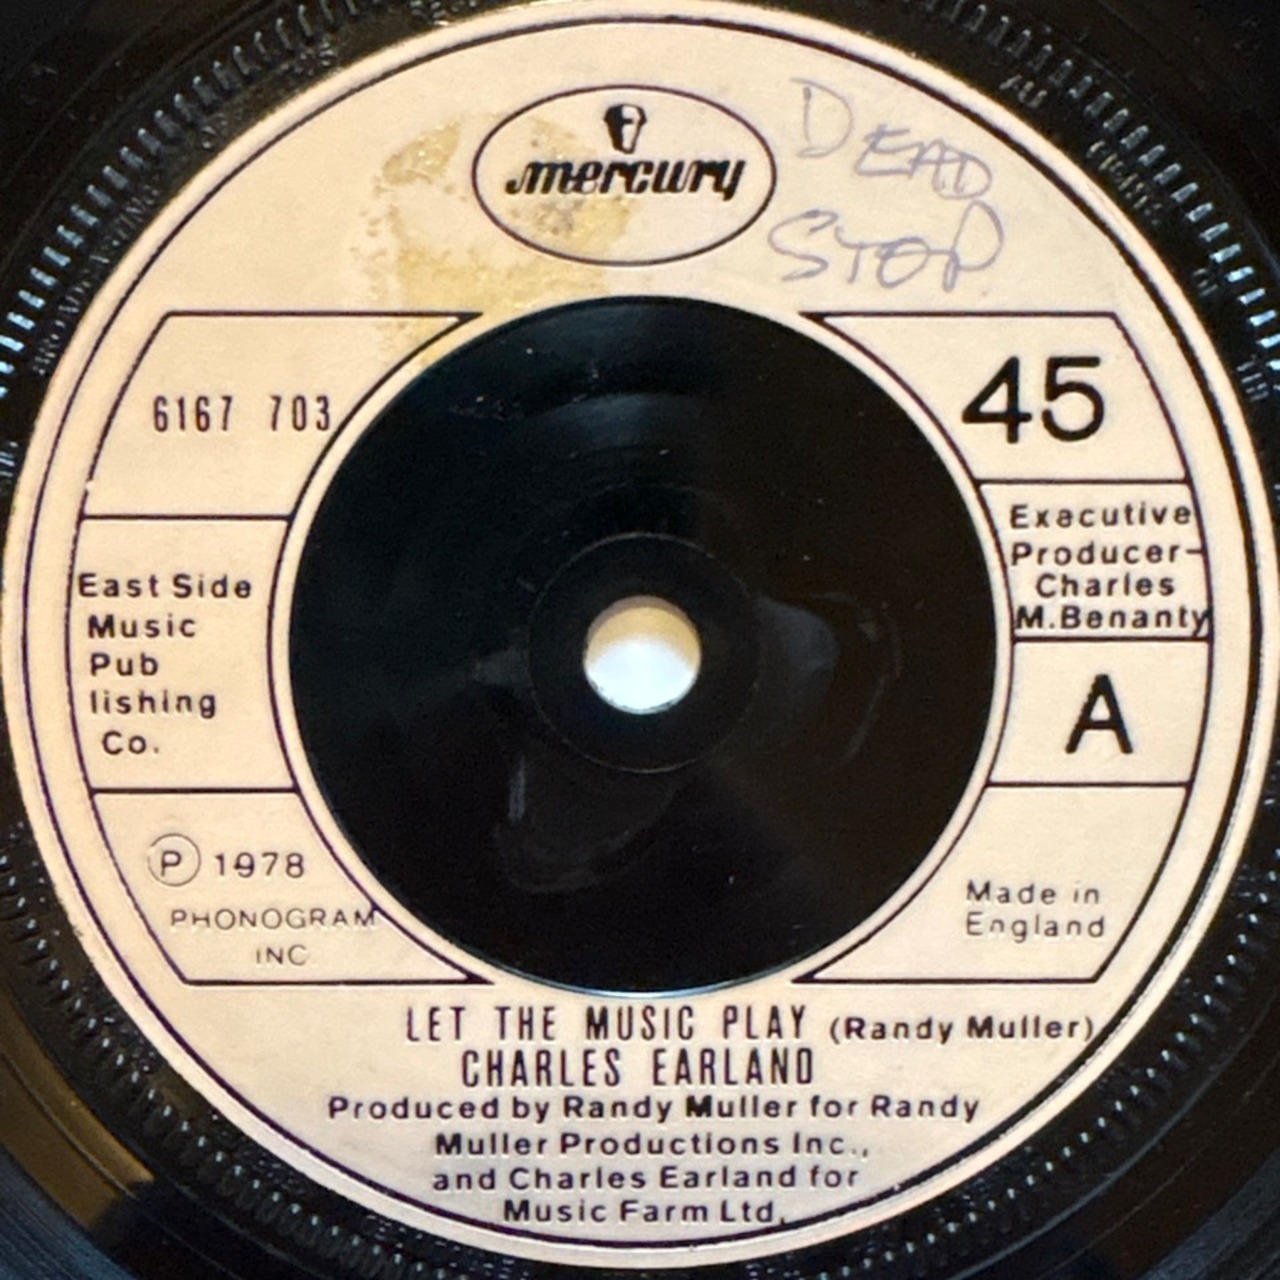 mercury
DEAD
STOP
6167 703
45
East Side
Music
Pub
lishing
Co.
Executive
Producer-
Charles
M.Benanty
A
Ⓟ 1978
PHONOGRAM
INC
Made in
England
LET THE MUSIC PLAY (Randy Muller)
CHARLES EARLAND
Produced by Randy Muller for Randy
Muller Productions Inc.,
and Charles Earland for
Music Farm Ltd.